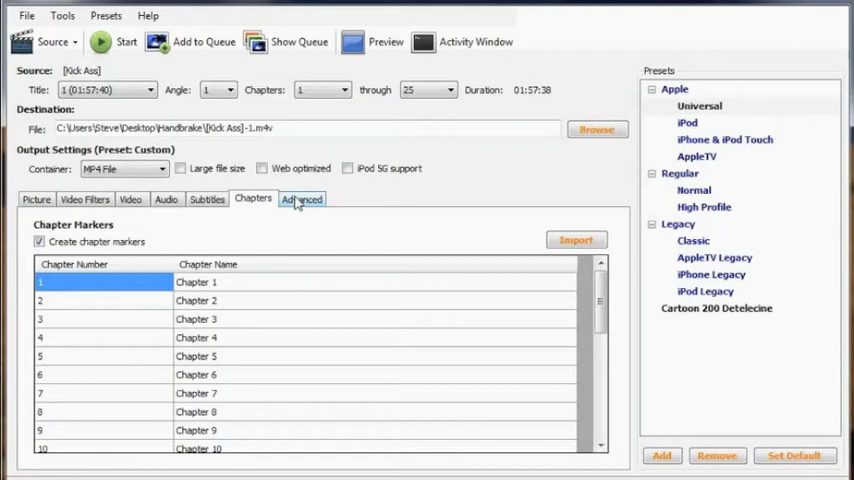 File Tools Presets Help
Source Start Add to Queue Show Queue Preview Activity Window
Source: [Kick Ass]
Title: 1 (01:57:40) Angle: 1 Chapters: 1 through 25 Duration: 01:57:38
Destination:
File: C:\Users\Steve\Desktop\Handbrake\[Kick Ass]-1.m4v Browse
Output Settings (Preset: Custom)
Container: MP4 File Large file size Web optimized iPod 5G support
Picture Video Filters Video Audio Subtitles Chapters Advanced
Chapter Markers
Create chapter markers Import
Chapter Number Chapter Name
1 Chapter 1
2 Chapter 2
3 Chapter 3
4 Chapter 4
5 Chapter 5
6 Chapter 6
7 Chapter 7
8 Chapter 8
9 Chapter 9
10 Chapter 10
Presets
Apple
Universal
iPod
iPhone & iPod Touch
AppleTV
Regular
Normal
High Profile
Legacy
Classic
AppleTV Legacy
iPhone Legacy
iPod Legacy
Cartoon 200 Detelecine
Add Remove Set Default